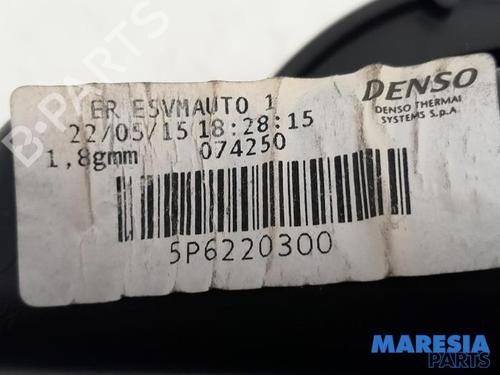 ER ESVMAUTO 1
22/05/15 18:28:15
1,8gmm 074250
5P6220300
DENSO
DENSO THERMAL
SYSTEMS S.p.A.
B-PARTS
MARESIA
PARTS